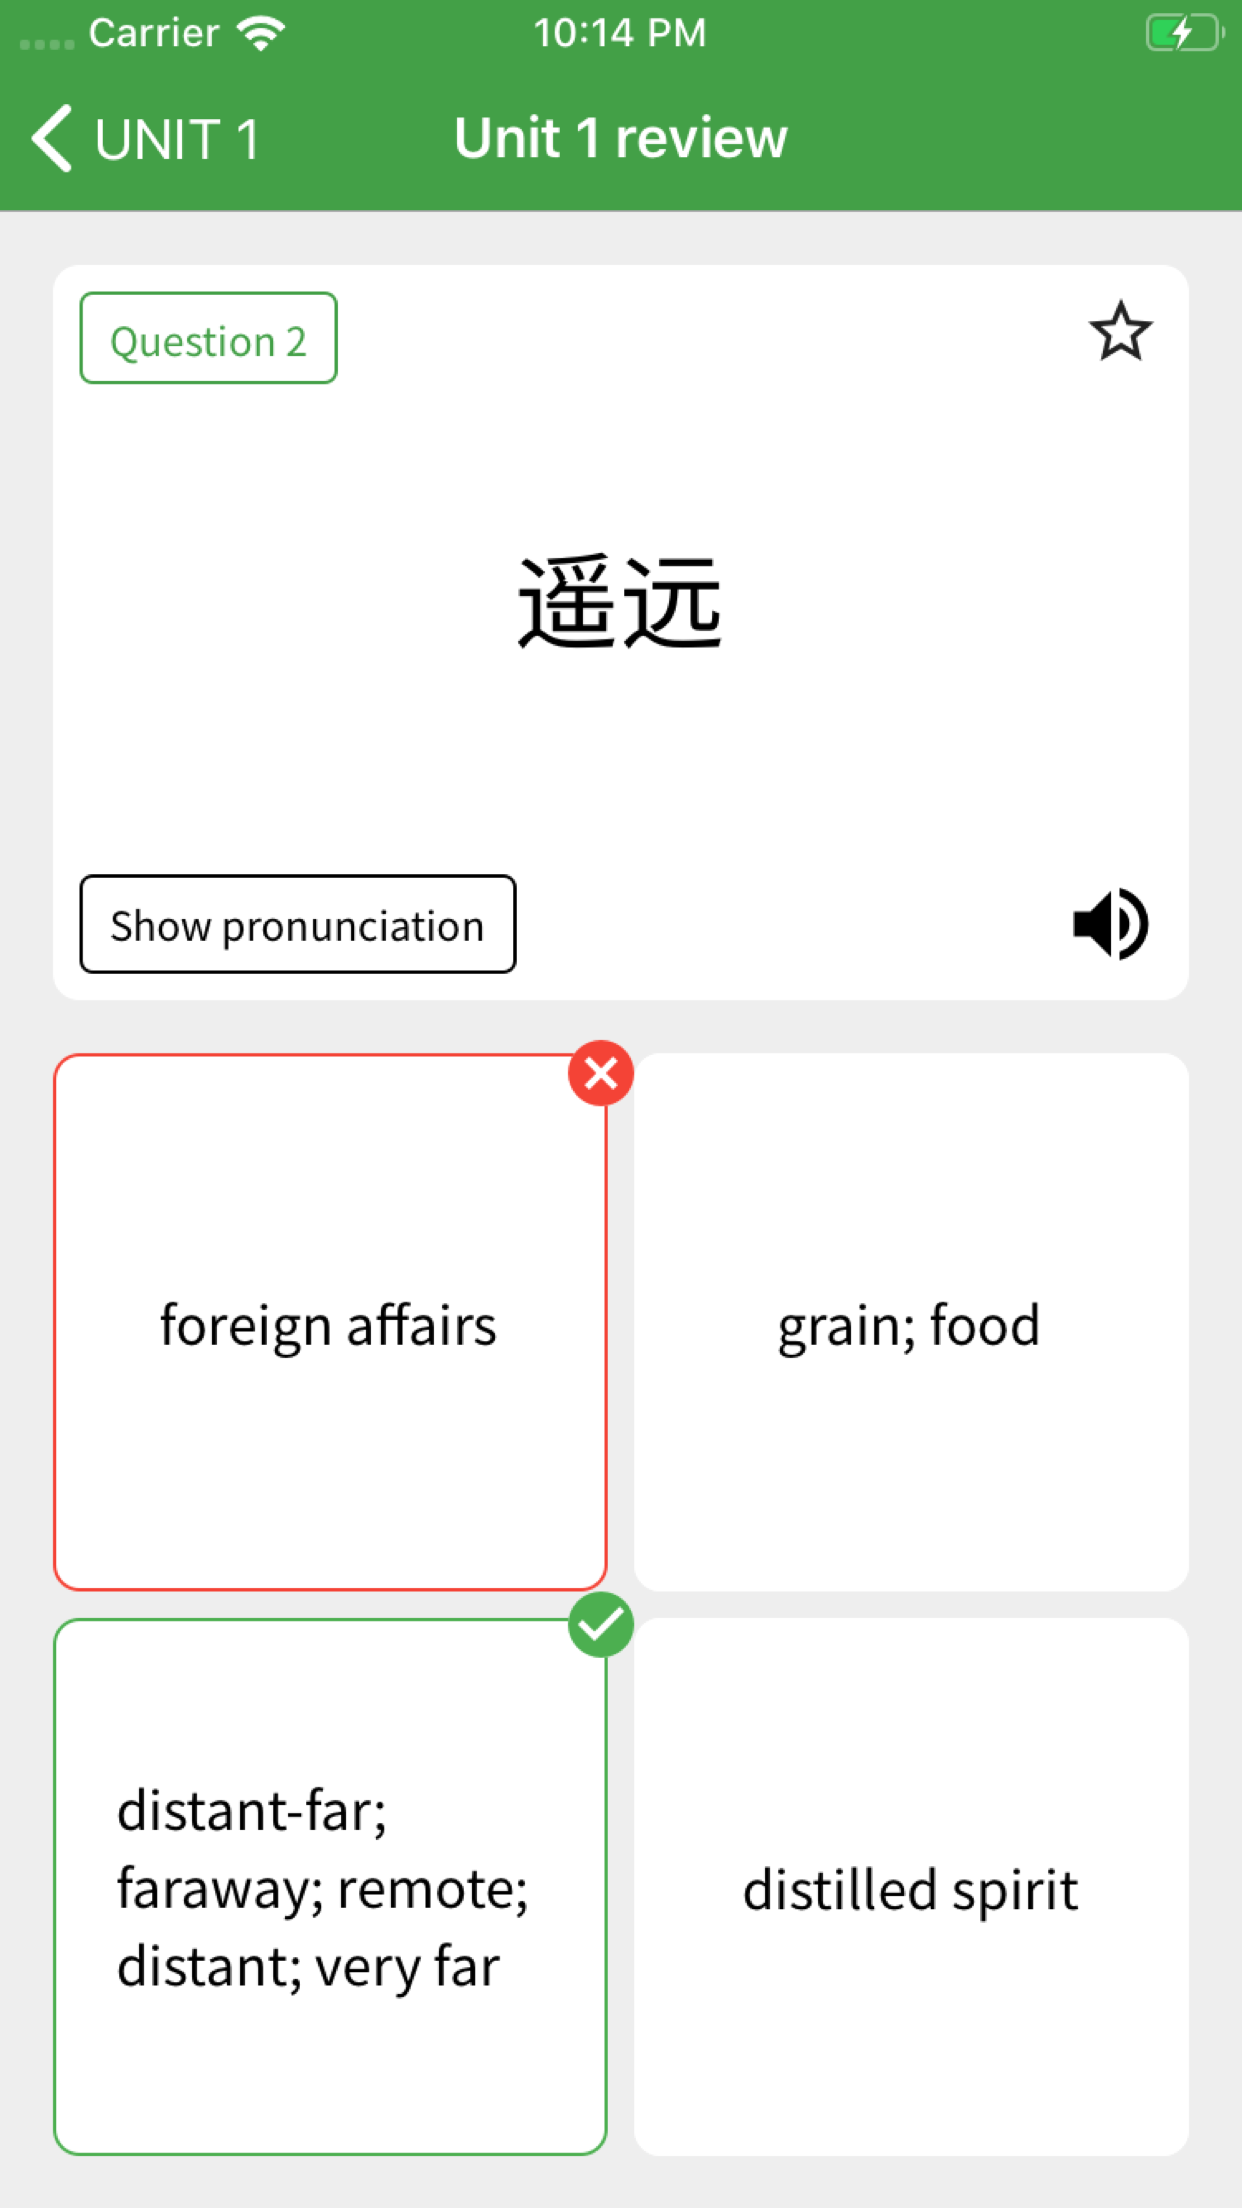 Carrier 10:14 PM
UNIT 1 Unit 1 review
Question 2
遥远
Show pronunciation
foreign affairs
grain; food
distant-far;
faraway; remote;
distant; very far
distilled spirit